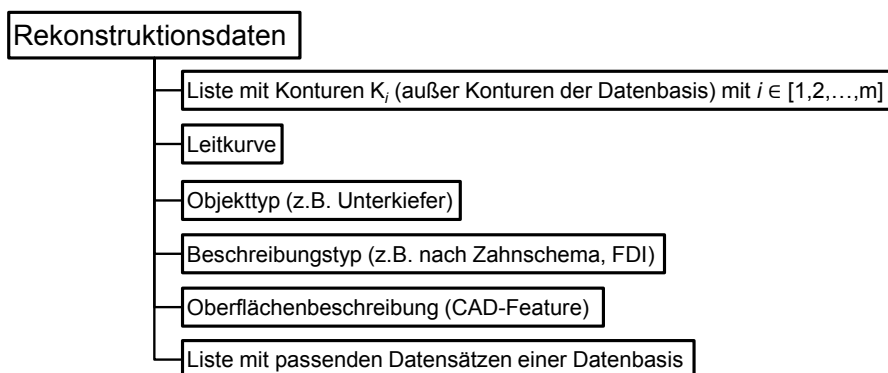 Rekonstruktionsdaten
Liste mit Konturen Kᵢ (außer Konturen der Datenbasis) mit i ∈ [1,2,…,m]
Leitkurve
Objekttyp (z.B. Unterkiefer)
Beschreibungstyp (z.B. nach Zahnschema, FDI)
Oberflächenbeschreibung (CAD-Feature)
Liste mit passenden Datensätzen einer Datenbasis